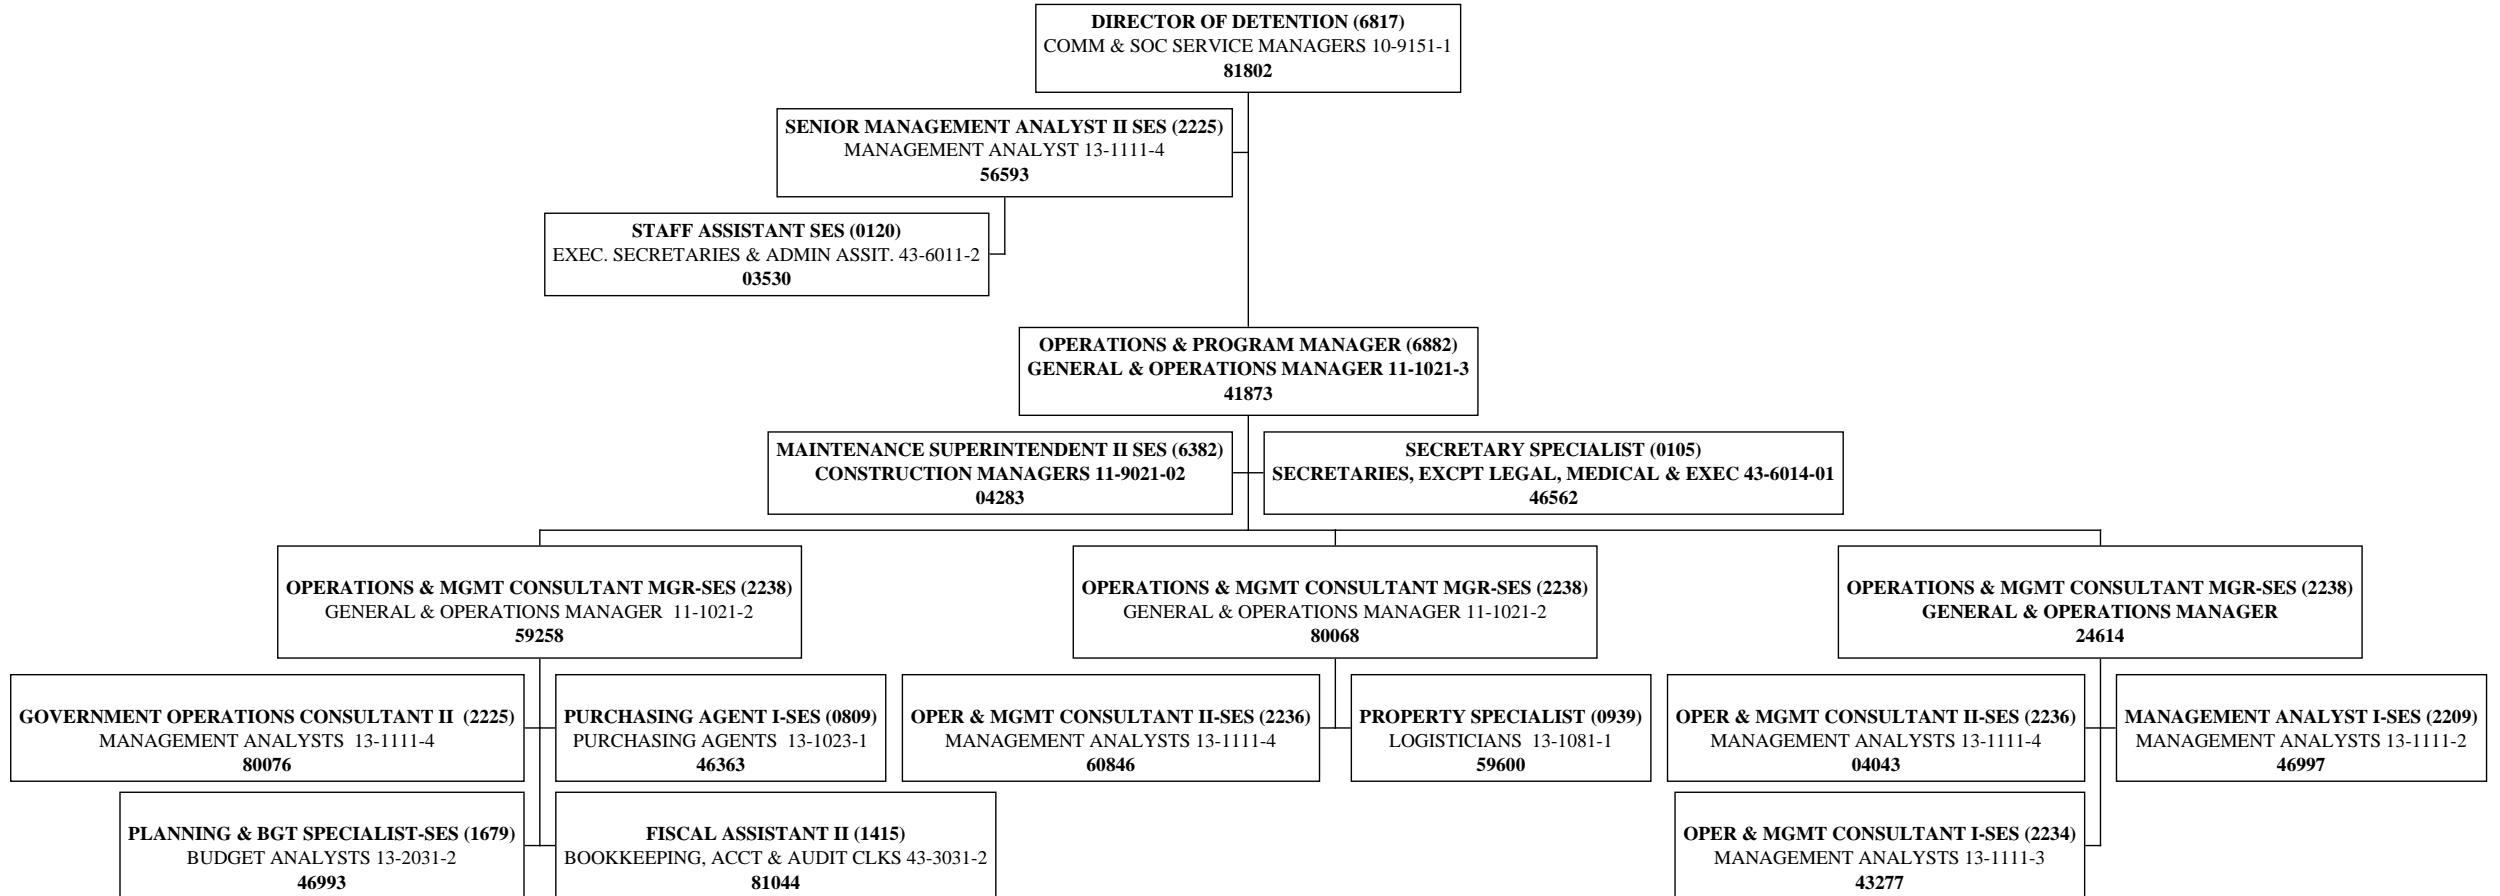 DIRECTOR OF DETENTION (6817)
COMM & SOC SERVICE MANAGERS 10-9151-1
81802
SENIOR MANAGEMENT ANALYST II SES (2225)
MANAGEMENT ANALYST 13-1111-4
56593
STAFF ASSISTANT SES (0120)
EXEC. SECRETARIES & ADMIN ASSIT. 43-6011-2
03530
OPERATIONS & PROGRAM MANAGER (6882)
GENERAL & OPERATIONS MANAGER 11-1021-3
41873
MAINTENANCE SUPERINTENDENT II SES (6382)
CONSTRUCTION MANAGERS 11-9021-02
04283
SECRETARY SPECIALIST (0105)
SECRETARIES, EXCPT LEGAL, MEDICAL & EXEC 43-6014-01
46562
OPERATIONS & MGMT CONSULTANT MGR-SES (2238)
GENERAL & OPERATIONS MANAGER 11-1021-2
59258
OPERATIONS & MGMT CONSULTANT MGR-SES (2238)
GENERAL & OPERATIONS MANAGER 11-1021-2
80068
OPERATIONS & MGMT CONSULTANT MGR-SES (2238)
GENERAL & OPERATIONS MANAGER
24614
GOVERNMENT OPERATIONS CONSULTANT II (2225)
MANAGEMENT ANALYSTS 13-1111-4
80076
PURCHASING AGENT I-SES (0809)
PURCHASING AGENTS 13-1023-1
46363
OPER & MGMT CONSULTANT II-SES (2236)
MANAGEMENT ANALYSTS 13-1111-4
60846
PROPERTY SPECIALIST (0939)
LOGISTICIANS 13-1081-1
59600
OPER & MGMT CONSULTANT II-SES (2236)
MANAGEMENT ANALYSTS 13-1111-4
04043
MANAGEMENT ANALYST I-SES (2209)
MANAGEMENT ANALYSTS 13-1111-2
46997
PLANNING & BGT SPECIALIST-SES (1679)
BUDGET ANALYSTS 13-2031-2
46993
FISCAL ASSISTANT II (1415)
BOOKKEEPING, ACCT & AUDIT CLKS 43-3031-2
81044
OPER & MGMT CONSULTANT I-SES (2234)
MANAGEMENT ANALYSTS 13-1111-3
43277